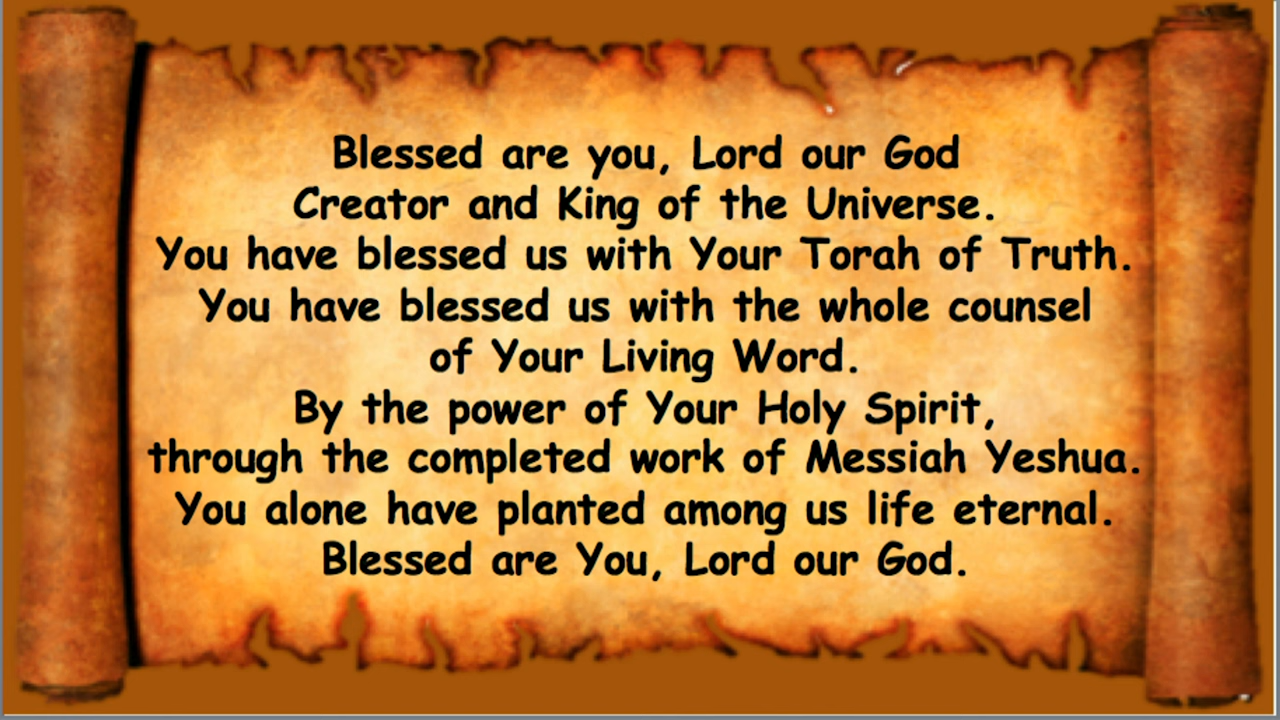 Blessed are you, Lord our God
Creator and King of the Universe.
You have blessed us with Your Torah of Truth.
You have blessed us with the whole counsel
of Your Living Word.
By the power of Your Holy Spirit,
through the completed work of Messiah Yeshua.
You alone have planted among us life eternal.
Blessed are You, Lord our God.